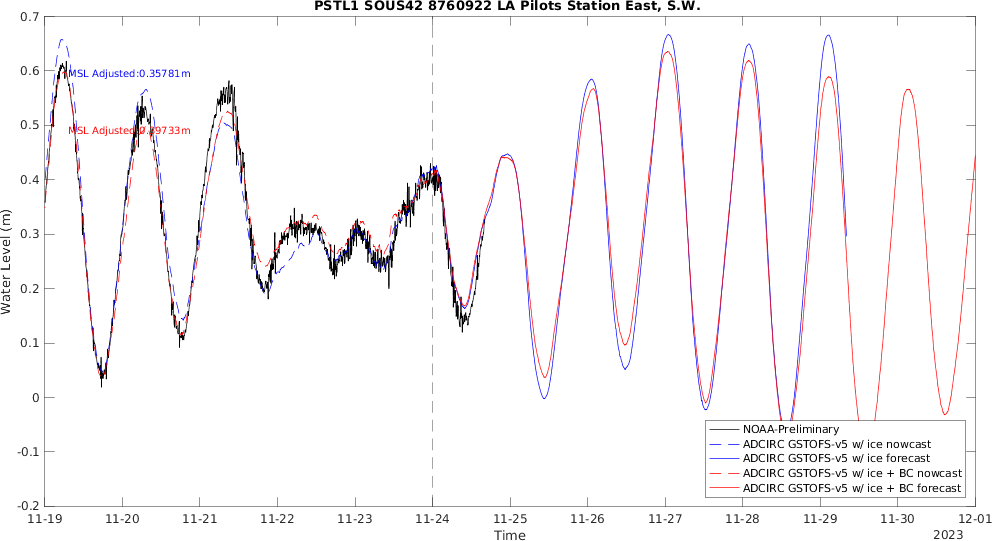 PSTL1 SOUS42 8760922 LA Pilots Station East, S.W.
0.7
0.6
0.5
0.4
0.3
0.2
0.1
0
-0.1
-0.2
Water Level (m)
MSL Adjusted:0.35781m
MSL Adjusted:0.39733m
NOAA-Preliminary
ADCIRC GSTOFS-v5 w/ ice nowcast
ADCIRC GSTOFS-v5 w/ ice forecast
ADCIRC GSTOFS-v5 w/ ice + BC nowcast
ADCIRC GSTOFS-v5 w/ ice + BC forecast
11-19 11-20 11-21 11-22 11-23 11-24 11-25 11-26 11-27 11-28 11-29 11-30 12-01
Time
2023